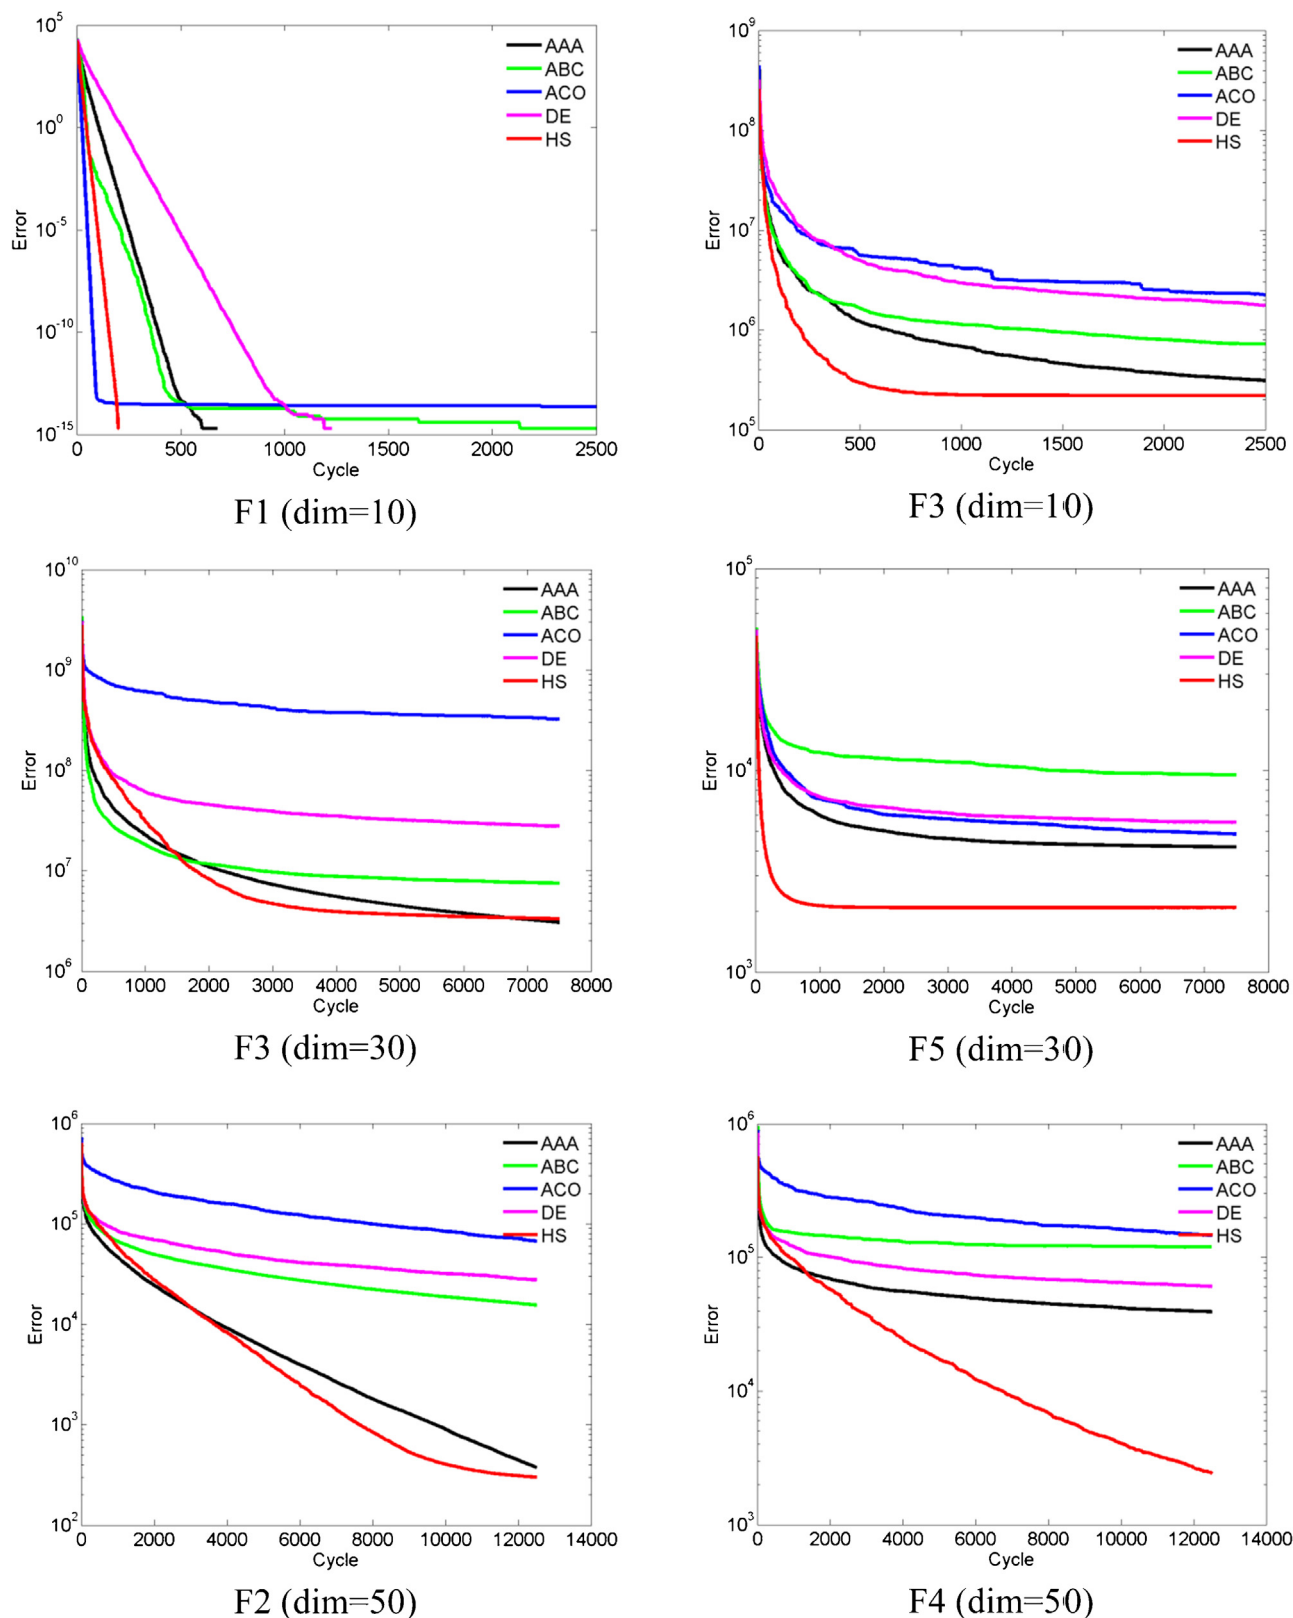 10^5
10^0
10^-5
10^-10
10^-15
Error
AAA
ABC
ACO
DE
HS
0 500 1000 1500 2000 2500
Cycle
F1 (dim=10)
10^9
10^8
10^7
10^6
10^5
Error
AAA
ABC
ACO
DE
HS
0 500 1000 1500 2000 2500
Cycle
F3 (dim=10)
10^10
10^9
10^8
10^7
10^6
Error
AAA
ABC
ACO
DE
HS
0 1000 2000 3000 4000 5000 6000 7000 8000
Cycle
F3 (dim=30)
10^5
10^4
10^3
Error
AAA
ABC
ACO
DE
HS
0 1000 2000 3000 4000 5000 6000 7000 8000
Cycle
F5 (dim=30)
10^6
10^5
10^4
10^3
10^2
Error
AAA
ABC
ACO
DE
HS
0 2000 4000 6000 8000 10000 12000 14000
Cycle
F2 (dim=50)
10^6
10^5
10^4
10^3
Error
AAA
ABC
ACO
DE
HS
0 2000 4000 6000 8000 10000 12000 14000
Cycle
F4 (dim=50)